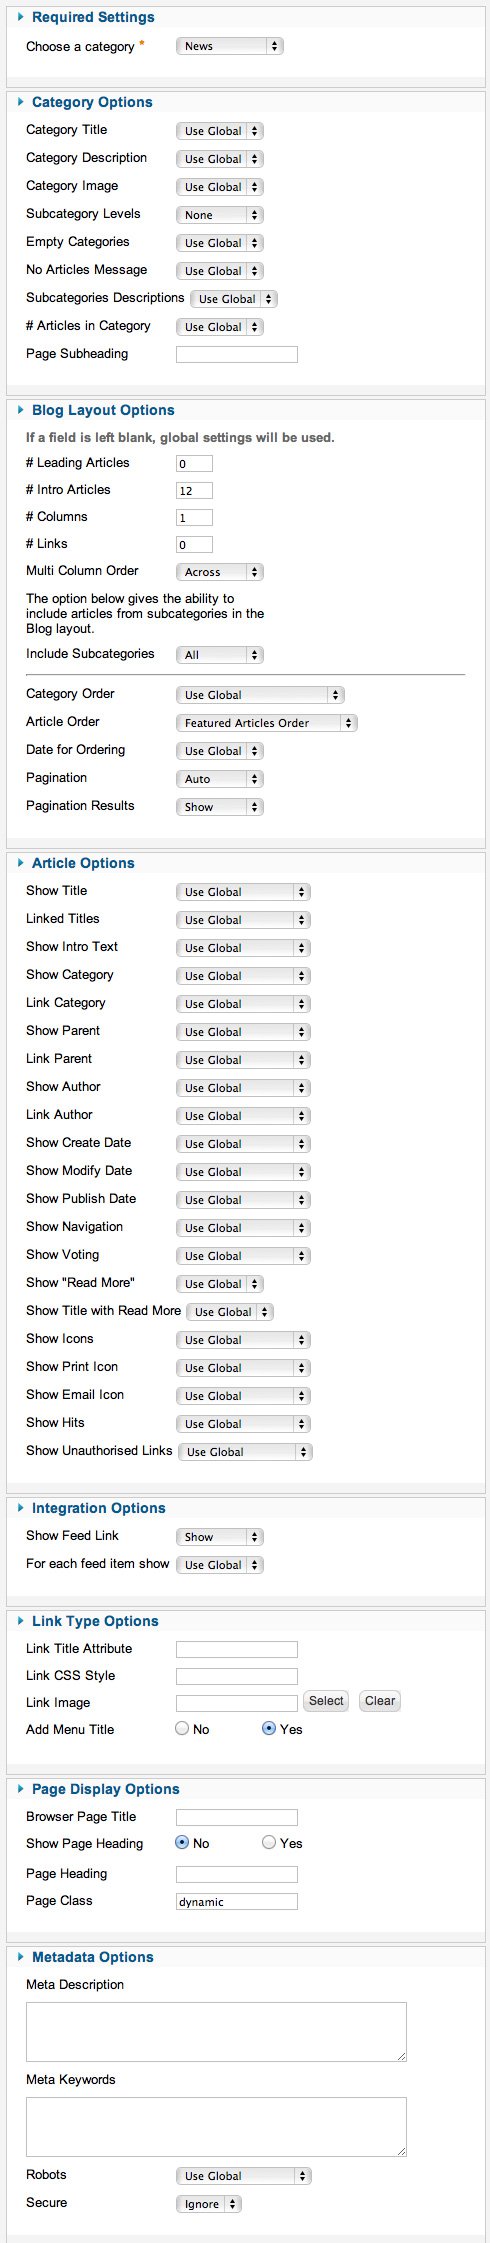 Required Settings
Choose a category * News
Category Options
Category Title Use Global
Category Description Use Global
Category Image Use Global
Subcategory Levels None
Empty Categories Use Global
No Articles Message Use Global
Subcategories Descriptions Use Global
# Articles in Category Use Global
Page Subheading
Blog Layout Options
If a field is left blank, global settings will be used.
# Leading Articles 0
# Intro Articles 12
# Columns 1
# Links 0
Multi Column Order Across
The option below gives the ability to
include articles from subcategories in the
Blog layout.
Include Subcategories All
Category Order Use Global
Article Order Featured Articles Order
Date for Ordering Use Global
Pagination Auto
Pagination Results Show
Article Options
Show Title Use Global
Linked Titles Use Global
Show Intro Text Use Global
Show Category Use Global
Link Category Use Global
Show Parent Use Global
Link Parent Use Global
Show Author Use Global
Link Author Use Global
Show Create Date Use Global
Show Modify Date Use Global
Show Publish Date Use Global
Show Navigation Use Global
Show Voting Use Global
Show "Read More" Use Global
Show Title with Read More Use Global
Show Icons Use Global
Show Print Icon Use Global
Show Email Icon Use Global
Show Hits Use Global
Show Unauthorised Links Use Global
Integration Options
Show Feed Link Show
For each feed item show Use Global
Link Type Options
Link Title Attribute
Link CSS Style
Link Image Select Clear
Add Menu Title No Yes
Page Display Options
Browser Page Title
Show Page Heading No Yes
Page Heading
Page Class dynamic
Metadata Options
Meta Description
Meta Keywords
Robots Use Global
Secure Ignore